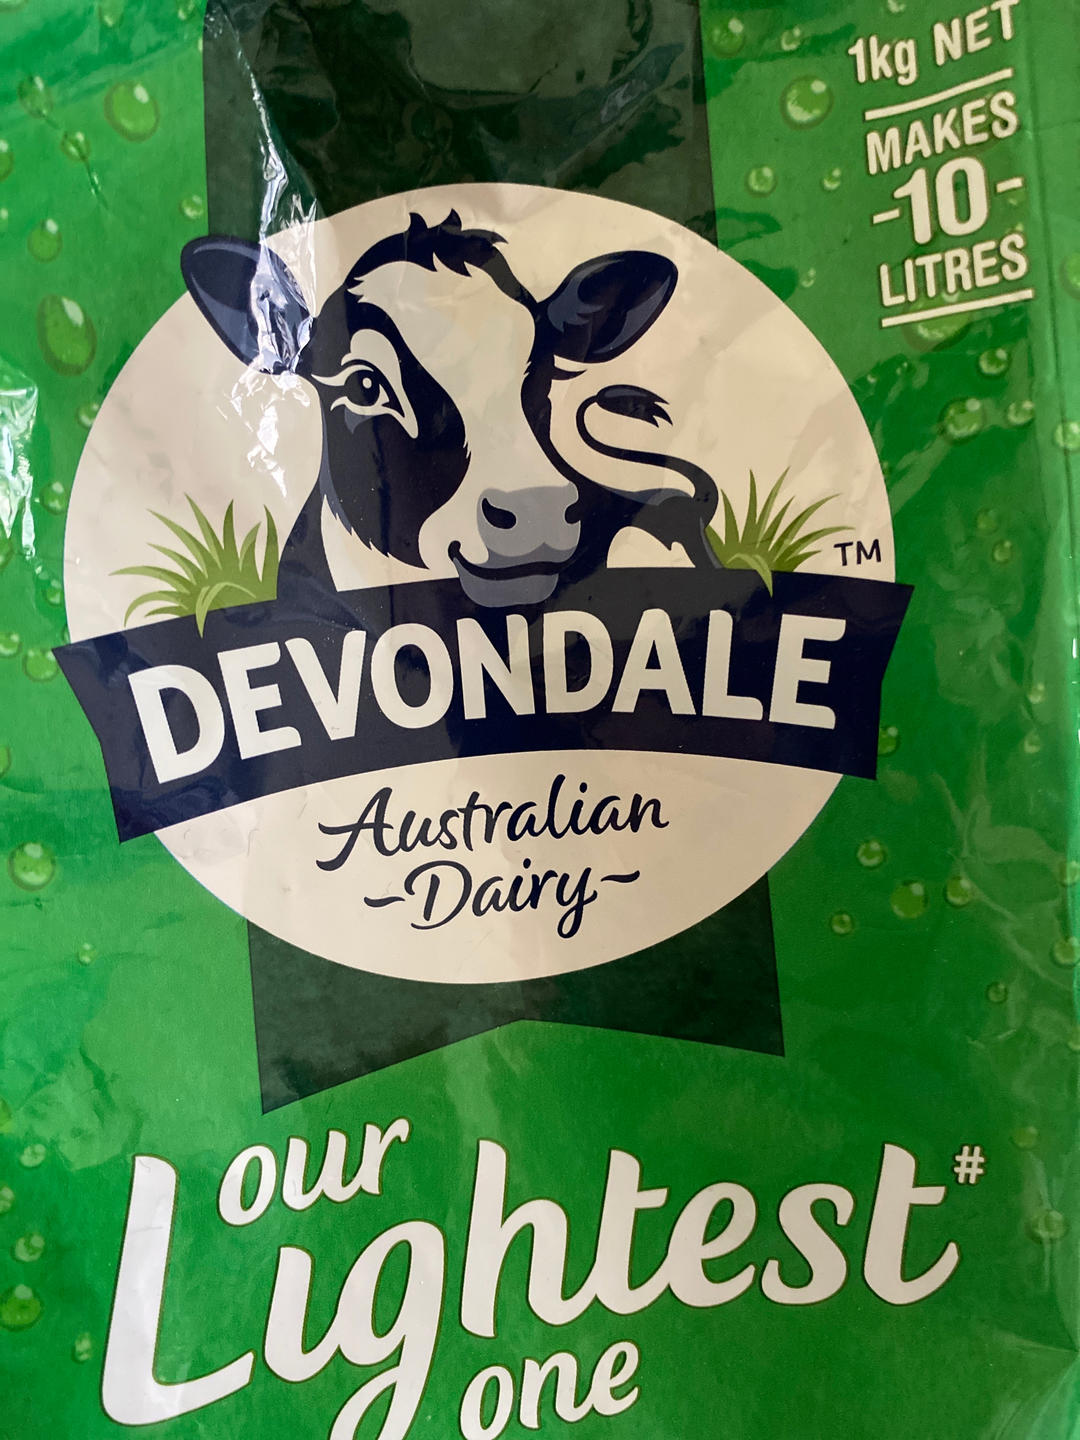 1kg NET
MAKES
-10-
LITRES
DEVONDALE
TM
Australian
-Dairy-
our
Lightest#
one